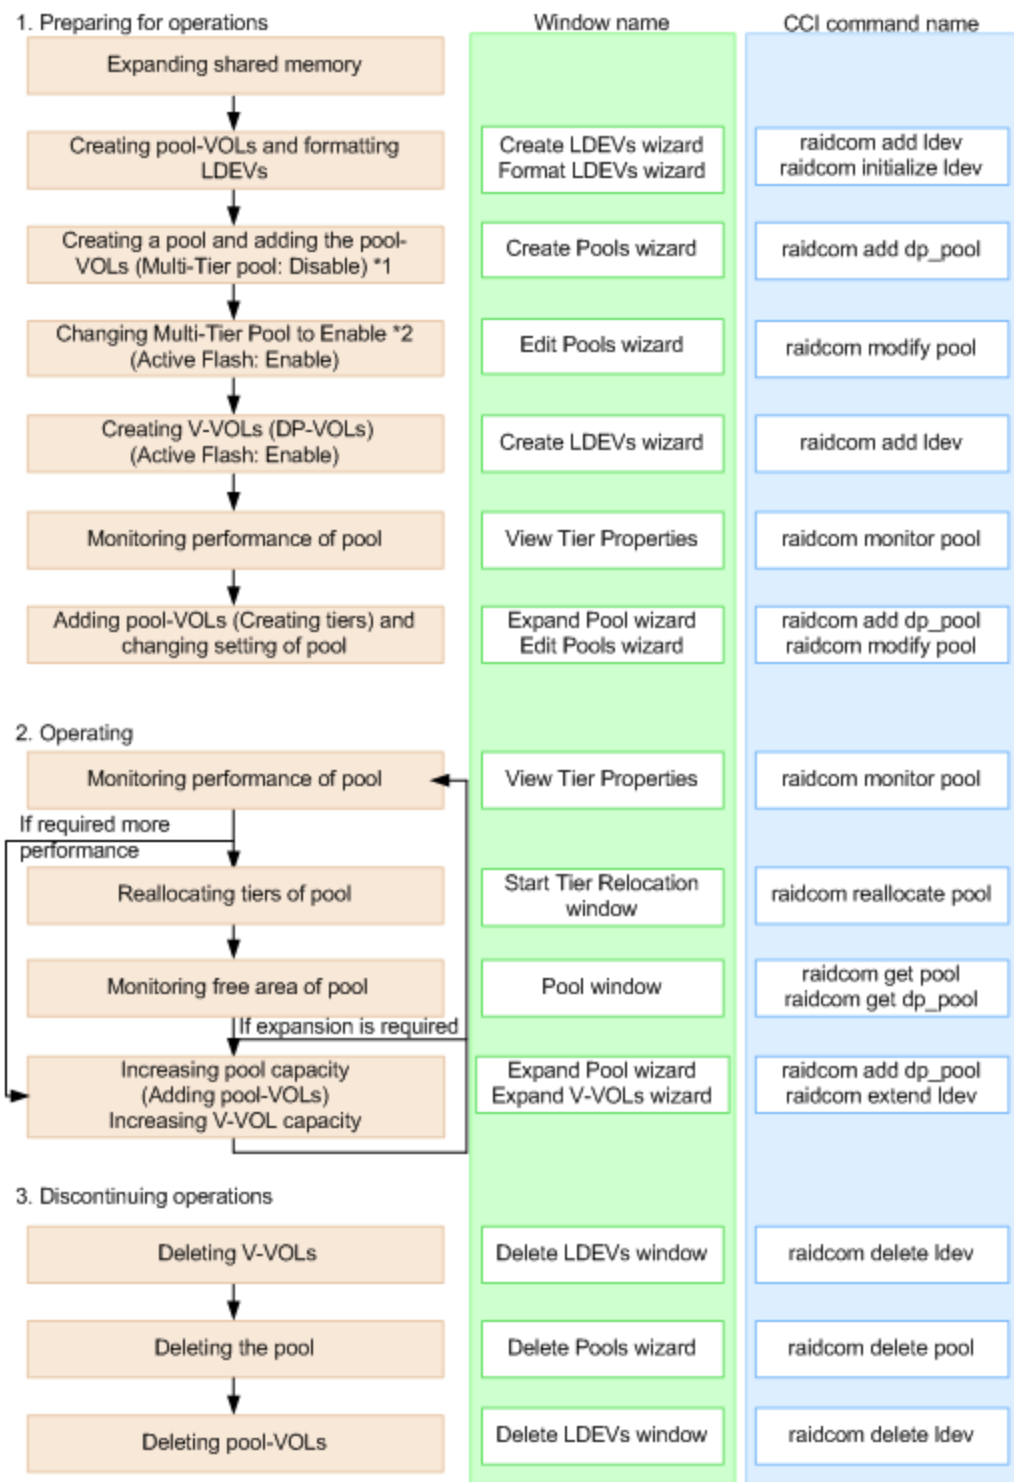 1. Preparing for operations
Window name
CCI command name
Expanding shared memory
Creating pool-VOLs and formatting
LDEVs
Create LDEVs wizard
Format LDEVs wizard
raidcom add ldev
raidcom initialize ldev
Creating a pool and adding the pool-
VOLs (Multi-Tier pool: Disable) *1
Create Pools wizard
raidcom add dp_pool
Changing Multi-Tier Pool to Enable *2
(Active Flash: Enable)
Edit Pools wizard
raidcom modify pool
Creating V-VOLs (DP-VOLs)
(Active Flash: Enable)
Create LDEVs wizard
raidcom add ldev
Monitoring performance of pool
View Tier Properties
raidcom monitor pool
Adding pool-VOLs (Creating tiers) and
changing setting of pool
Expand Pool wizard
Edit Pools wizard
raidcom add dp_pool
raidcom modify pool
2. Operating
Monitoring performance of pool
View Tier Properties
raidcom monitor pool
If required more
performance
Reallocating tiers of pool
Start Tier Relocation
window
raidcom reallocate pool
Monitoring free area of pool
Pool window
raidcom get pool
raidcom get dp_pool
If expansion is required
Increasing pool capacity
(Adding pool-VOLs)
Increasing V-VOL capacity
Expand Pool wizard
Expand V-VOLs wizard
raidcom add dp_pool
raidcom extend ldev
3. Discontinuing operations
Deleting V-VOLs
Delete LDEVs window
raidcom delete ldev
Deleting the pool
Delete Pools wizard
raidcom delete pool
Deleting pool-VOLs
Delete LDEVs window
raidcom delete ldev